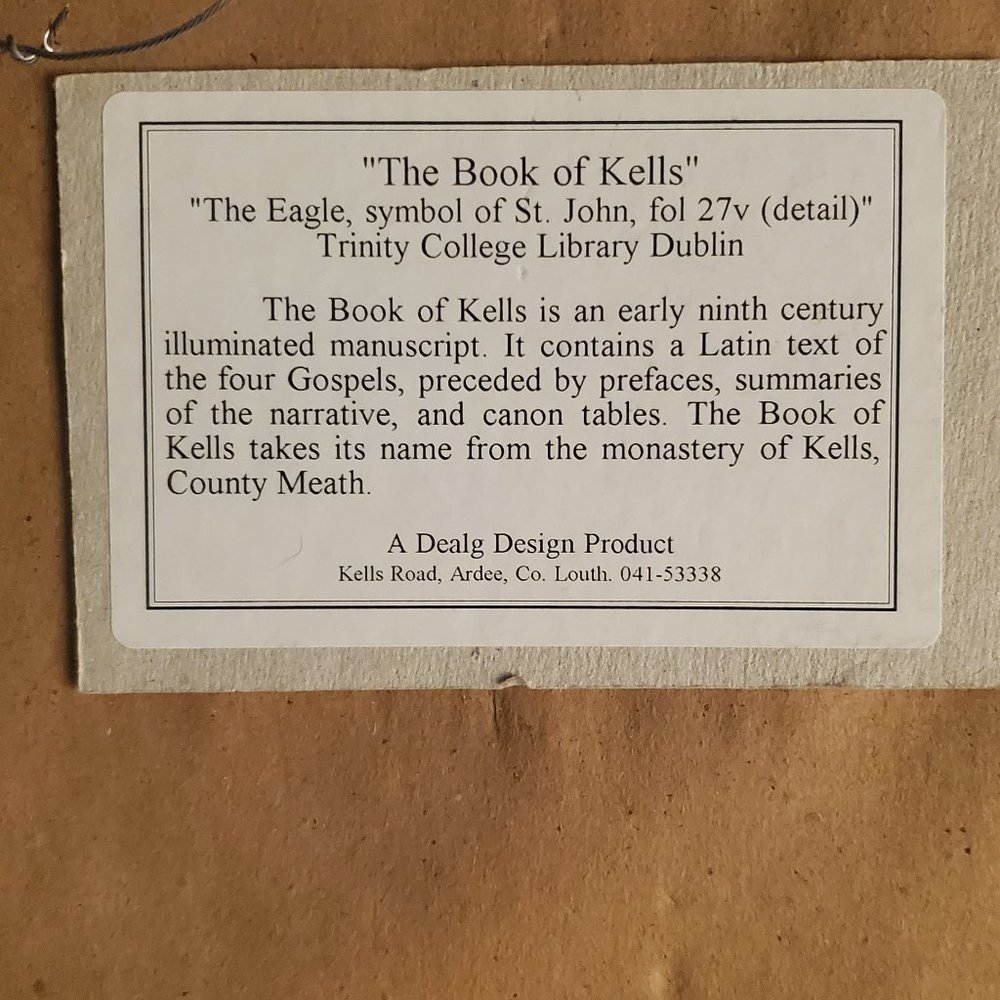 "The Book of Kells"
"The Eagle, symbol of St. John, fol 27v (detail)"
Trinity College Library Dublin
The Book of Kells is an early ninth century
illuminated manuscript. It contains a Latin text of
the four Gospels, preceded by prefaces, summaries
of the narrative, and canon tables. The Book of
Kells takes its name from the monastery of Kells,
County Meath.
A Dealg Design Product
Kells Road, Ardee, Co. Louth. 041-53338